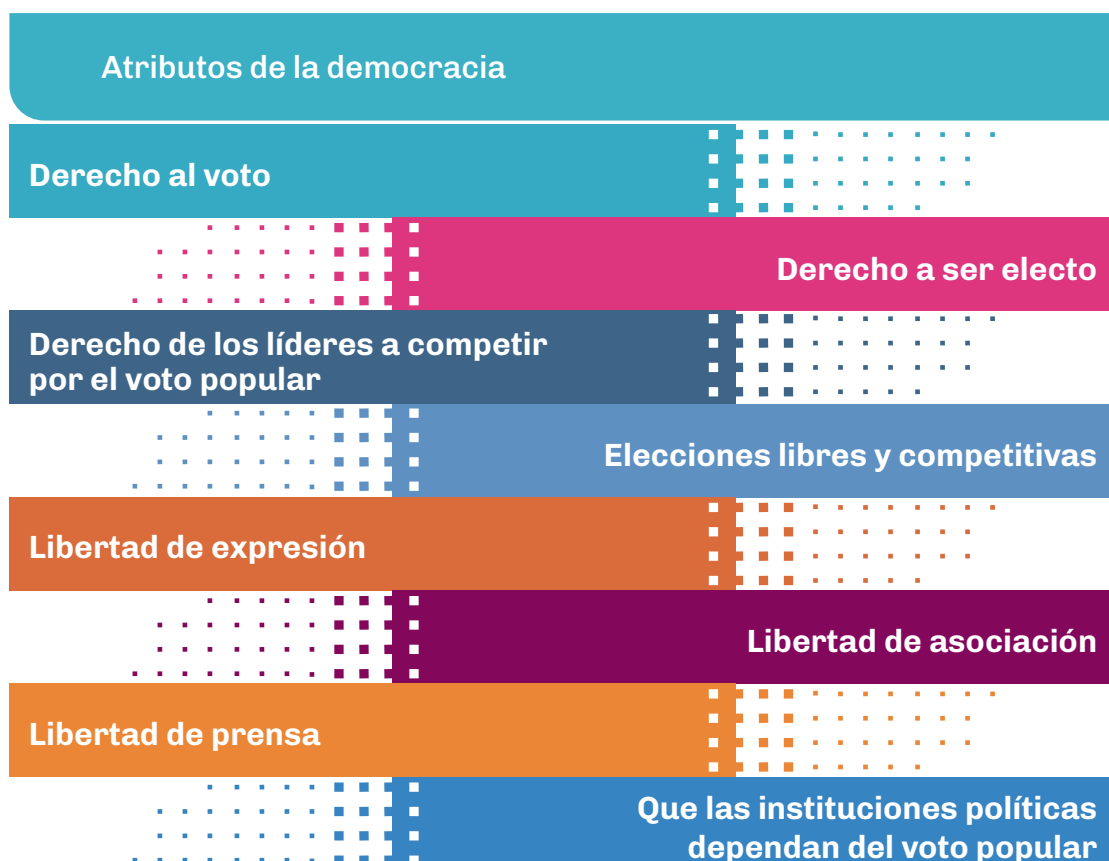 Atributos de la democracia
Derecho al voto
Derecho a ser electo
Derecho de los líderes a competir
por el voto popular
Elecciones libres y competitivas
Libertad de expresión
Libertad de asociación
Libertad de prensa
Que las instituciones políticas
dependan del voto popular